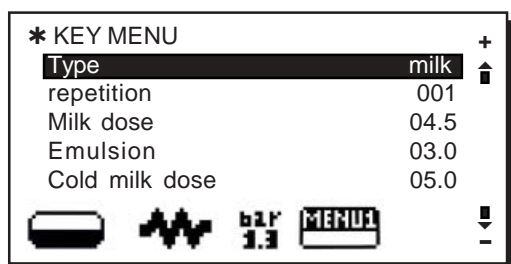 ✱ KEY MENU +
Type milk
repetition 001
Milk dose 04.5
Emulsion 03.0
Cold milk dose 05.0
bar MENU1
1.3 -